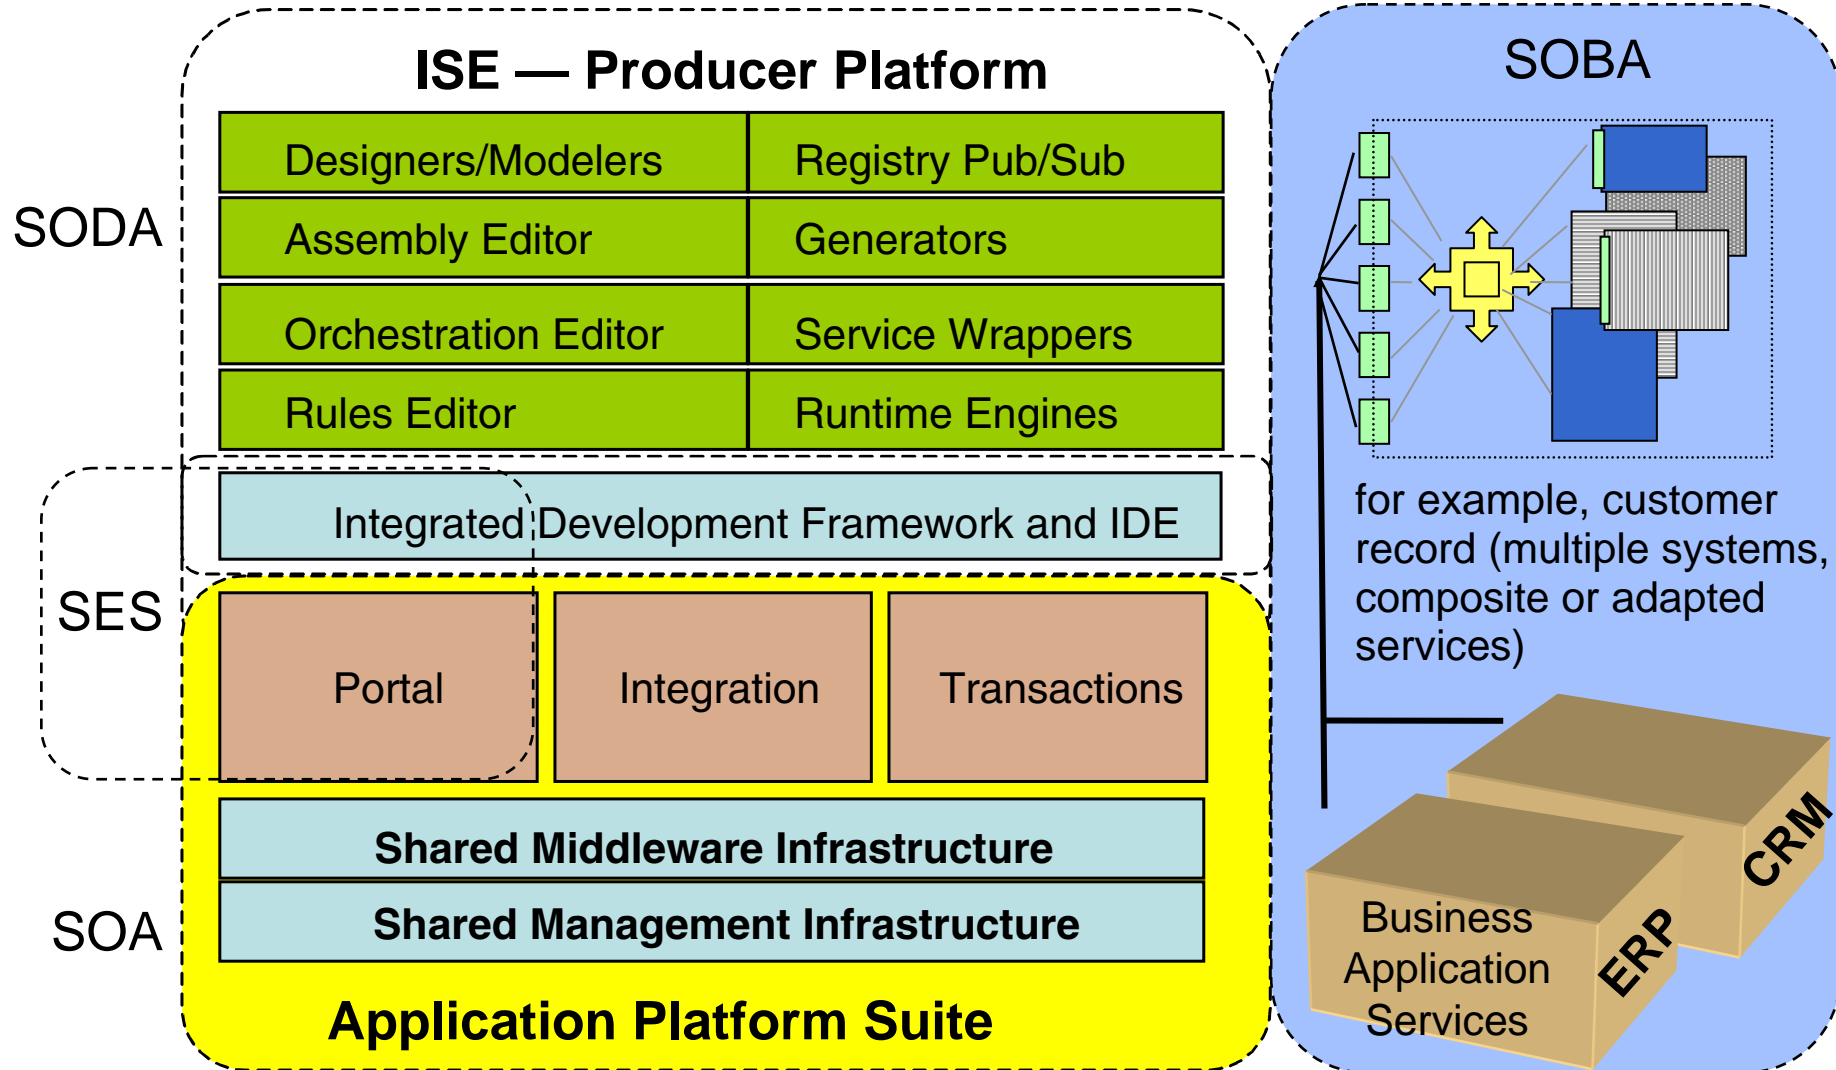 ISE — Producer Platform
SODA
Designers/Modelers
Registry Pub/Sub
Assembly Editor
Generators
Orchestration Editor
Service Wrappers
Rules Editor
Runtime Engines
SES
Integrated Development Framework and IDE
Portal
Integration
Transactions
SOA
Shared Middleware Infrastructure
Shared Management Infrastructure
Application Platform Suite
SOBA
for example, customer
record (multiple systems,
composite or adapted
services)
CRM
ERP
Business
Application
Services